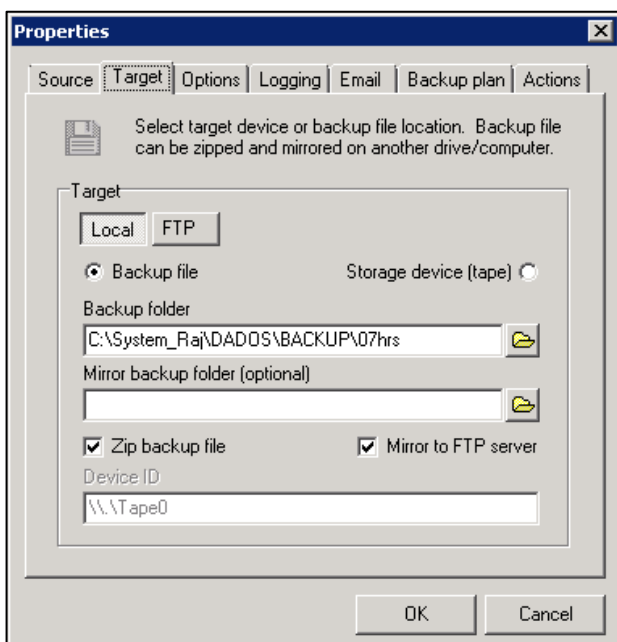 Properties
Source Target Options Logging Email Backup plan Actions
Select target device or backup file location. Backup file
can be zipped and mirrored on another drive/computer.
Target
Local FTP
Backup file Storage device (tape)
Backup folder
C:\System_Raj\DADOS\BACKUP\07hrs
Mirror backup folder (optional)
Zip backup file Mirror to FTP server
Device ID
\\.\Tape0
OK Cancel